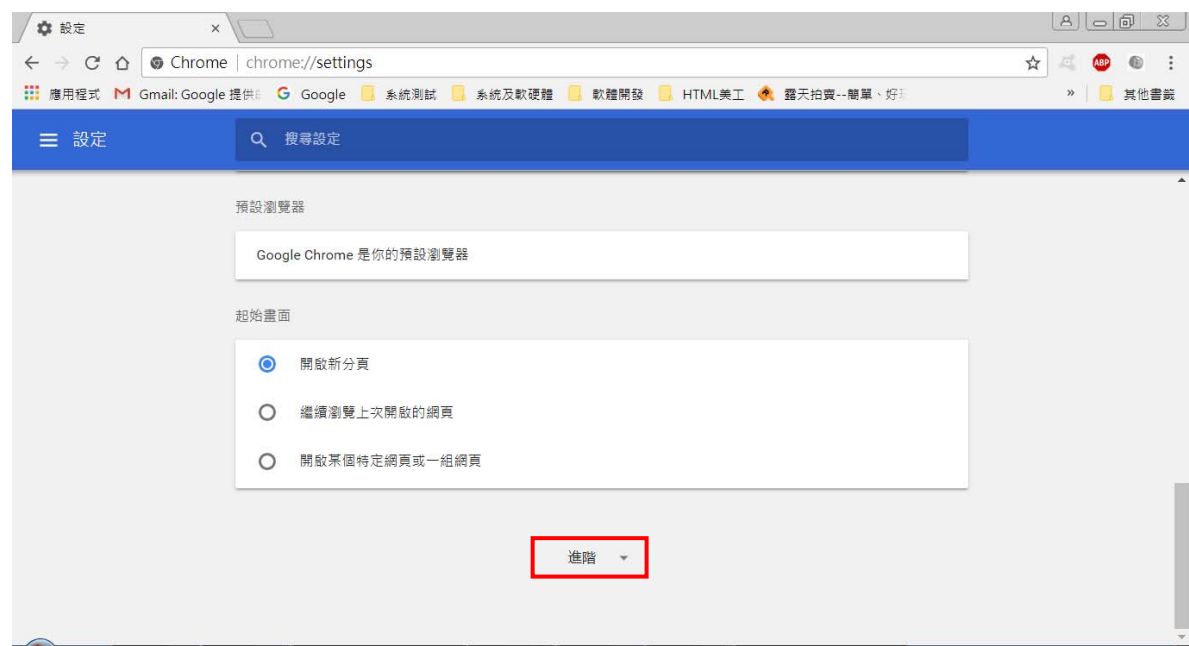 設定
Chrome | chrome://settings
ABP
應用程式 Gmail: Google 提供 Google 系統測試 系統及軟硬體 軟體開發 HTML美工 露天拍賣--簡單、好 » 其他書籤
設定 搜尋設定
預設瀏覽器
Google Chrome 是你的預設瀏覽器
起始畫面
開啟新分頁
繼續瀏覽上次開啟的網頁
開啟某個特定網頁或一組網頁
進階